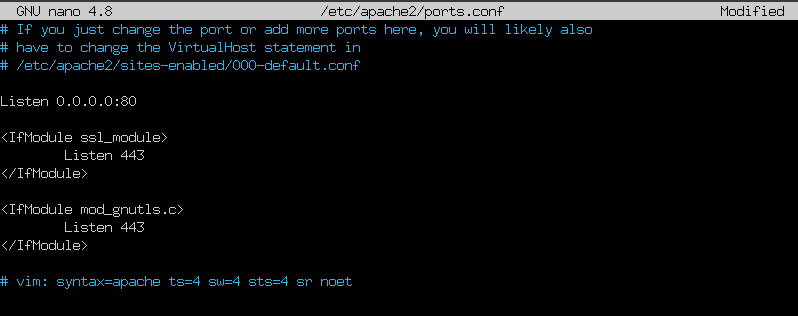 GNU nano 4.8 /etc/apache2/ports.conf Modified
# If you just change the port or add more ports here, you will likely also
# have to change the VirtualHost statement in
# /etc/apache2/sites-enabled/000-default.conf
Listen 0.0.0.0:80
<IfModule ssl_module>
Listen 443
</IfModule>
<IfModule mod_gnutls.c>
Listen 443
</IfModule>
# vim: syntax=apache ts=4 sw=4 sts=4 sr noet